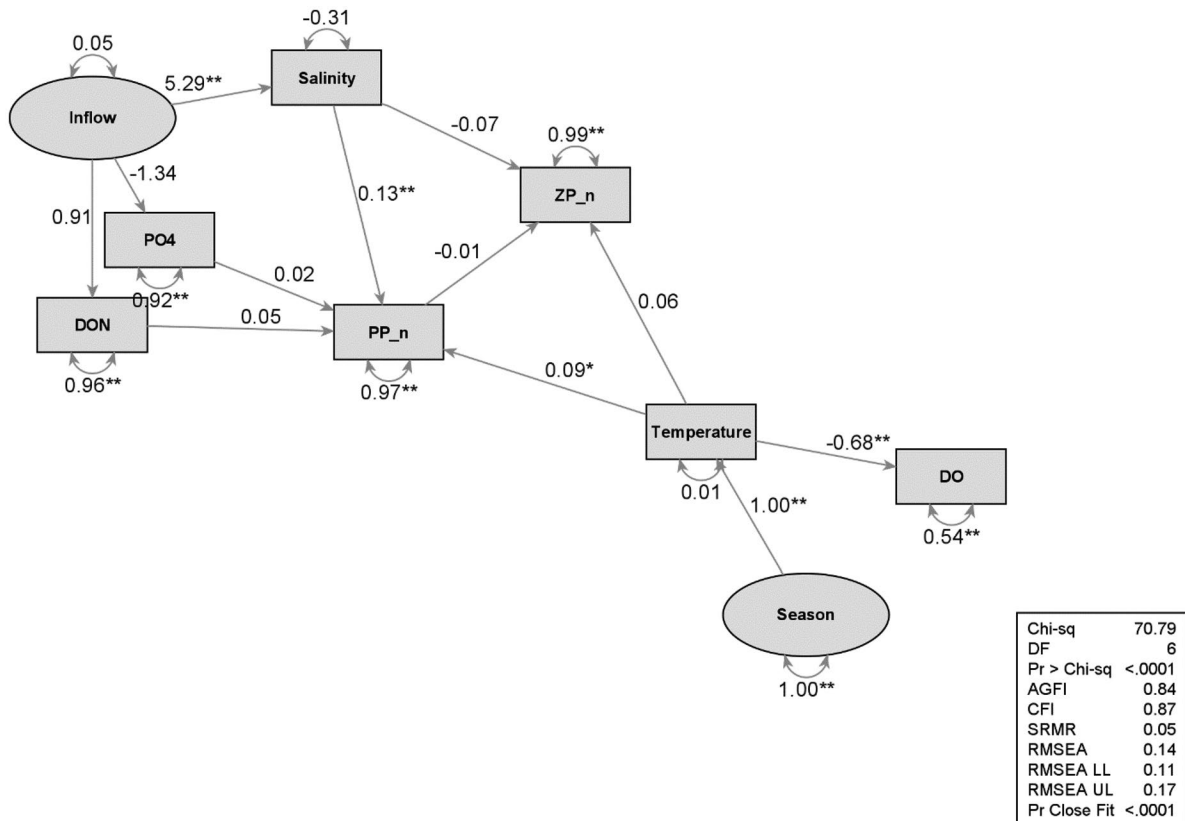 -0.31
0.05
Salinity
5.29**
Inflow
-0.07
0.99**
-1.34
0.13**
ZP_n
0.91
PO4
-0.01
0.02
0.92**
0.06
DON
0.05
PP_n
0.09*
0.96**
0.97**
Temperature
-0.68**
DO
0.01
1.00**
0.54**
Season
1.00**
Chi-sq 70.79
DF 6
Pr > Chi-sq <.0001
AGFI 0.84
CFI 0.87
SRMR 0.05
RMSEA 0.14
RMSEA LL 0.11
RMSEA UL 0.17
Pr Close Fit <.0001